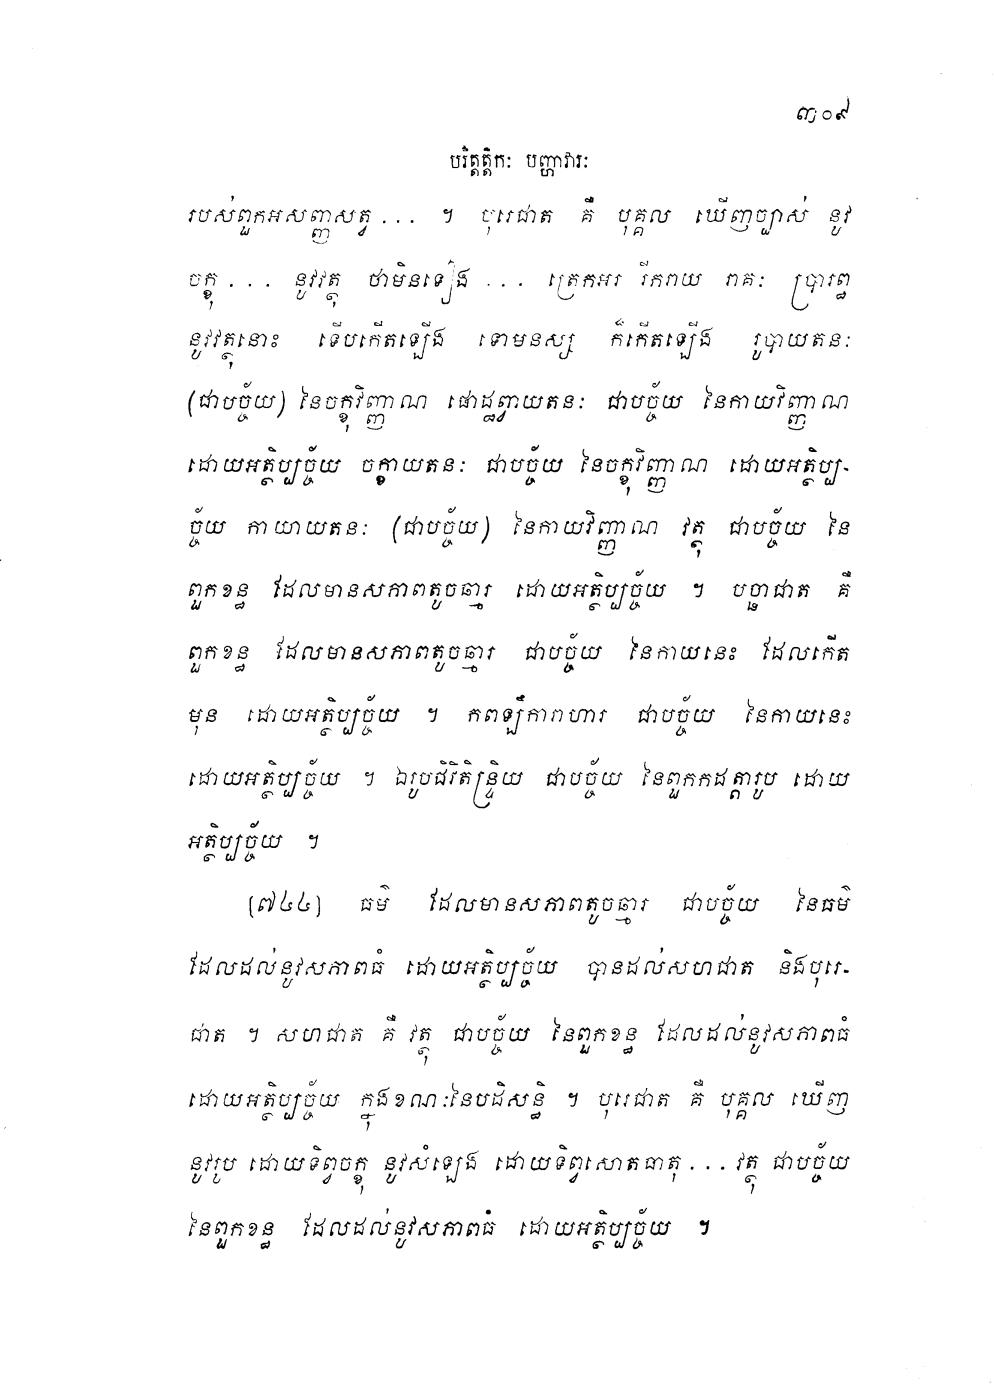 ៣០៩
បរិត្តត្តិកៈ បញ្ហាវារៈ
របស់ពួកអសញ្ញសត្វ ... ។ បុរេជាត គឺ បុគ្គល ឃើញច្បាស់ នូវ
ចក្ខុ ... នូវវត្ថុ ថាមិនទៀង ... ត្រេកអរ រីករាយ រាគៈ ប្រារព្ធ
នូវវត្ថុនោះ ទើបកើតឡើង ទោមនស្ស ក៏កើតឡើង រូបាយតនៈ
(ជាបច្ច័យ) នៃចក្ខុវិញ្ញាណ ផោដ្ឋព្វាយតនៈ ជាបច្ច័យ នៃកាយវិញ្ញាណ
ដោយអត្ថិប្បច្ច័យ ចក្ខាយតនៈ ជាបច្ច័យ នៃចក្ខុវិញ្ញាណ ដោយអត្ថិប្ប-
ច្ច័យ កាយាយតនៈ (ជាបច្ច័យ) នៃកាយវិញ្ញាណ វត្ថុ ជាបច្ច័យ នៃ
ពួកខន្ធ ដែលមានសភាពតូចឆ្មារ ដោយអត្ថិប្បច្ច័យ ។ បច្ឆាជាត គឺ
ពួកខន្ធ ដែលមានសភាពតូចឆ្មារ ជាបច្ច័យ នៃកាយនេះ ដែលកើត
មុន ដោយអត្ថិប្បច្ច័យ ។ កពឡីការាហារ ជាបច្ច័យ នៃកាយនេះ
ដោយអត្ថិប្បច្ច័យ ។ ឯរូបជីវិតិន្ទ្រិយ ជាបច្ច័យ នៃពួកកដត្តារូប ដោយ
អត្ថិប្បច្ច័យ ។
(៧៤៤) ធម៌ ដែលមានសភាពតូចឆ្មារ ជាបច្ច័យ នៃធម៌
ដែលដល់នូវសភាពធំ ដោយអត្ថិប្បច្ច័យ បានដល់សហជាត និងបុរេ-
ជាត ។ សហជាត គឺ វត្ថុ ជាបច្ច័យ នៃពួកខន្ធ ដែលដល់នូវសភាពធំ
ដោយអត្ថិប្បច្ច័យ ក្នុងខណៈនៃបដិសន្ធិ ។ បុរេជាត គឺ បុគ្គល ឃើញ
នូវរូប ដោយទិព្វចក្ខុ នូវសំឡេង ដោយទិព្វសោតធាតុ ... វត្ថុ ជាបច្ច័យ
នៃពួកខន្ធ ដែលដល់នូវសភាពធំ ដោយអត្ថិប្បច្ច័យ ។